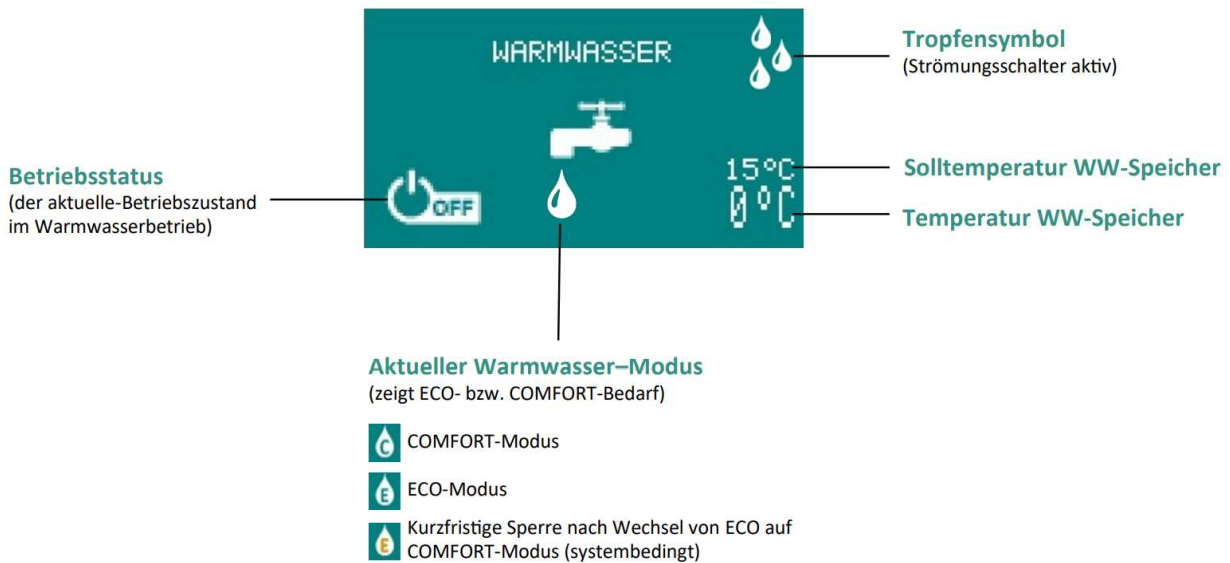 WARMWASSER
Tropfensymbol
(Strömungsschalter aktiv)
Betriebsstatus
(der aktuelle-Betriebszustand
im Warmwasserbetrieb)
OFF
15°C
0°C
Solltemperatur WW-Speicher
Temperatur WW-Speicher
Aktueller Warmwasser–Modus
(zeigt ECO- bzw. COMFORT-Bedarf)
C COMFORT-Modus
E ECO-Modus
E Kurzfristige Sperre nach Wechsel von ECO auf
COMFORT-Modus (systembedingt)